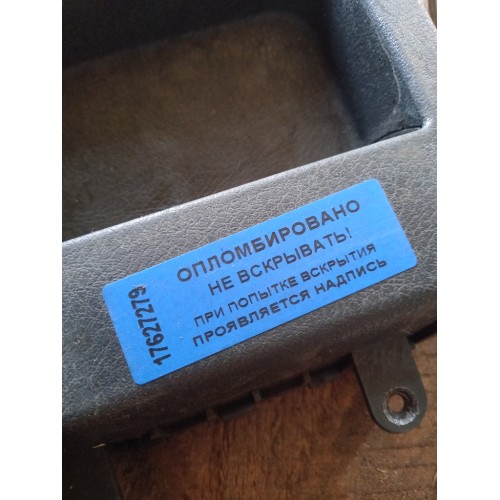 ОПЛОМБИРОВАНО
НЕ ВСКРЫВАТЬ!
ПРИ ПОПЫТКЕ ВСКРЫТИЯ
ПРОЯВЛЯЕТСЯ НАДПИСЬ
17627279